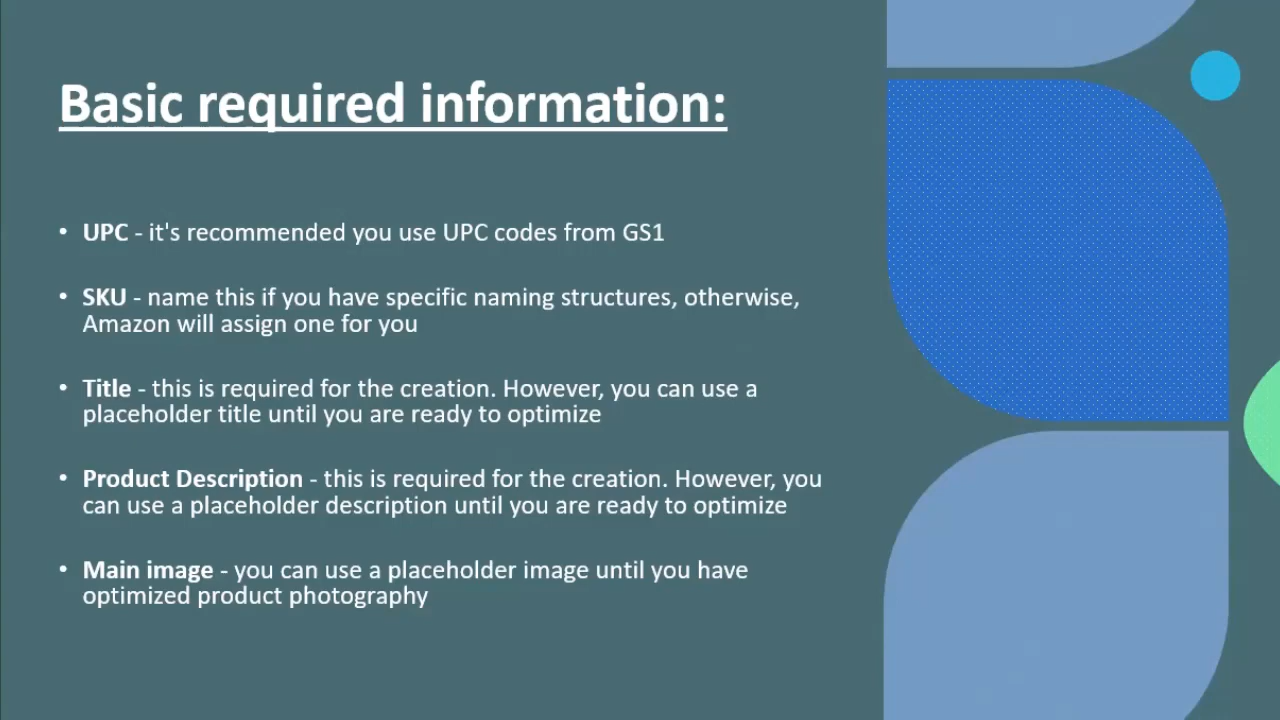 Basic required information:
• UPC - it's recommended you use UPC codes from GS1
• SKU - name this if you have specific naming structures, otherwise,
Amazon will assign one for you
• Title - this is required for the creation. However, you can use a
placeholder title until you are ready to optimize
• Product Description - this is required for the creation. However, you
can use a placeholder description until you are ready to optimize
• Main image - you can use a placeholder image until you have
optimized product photography